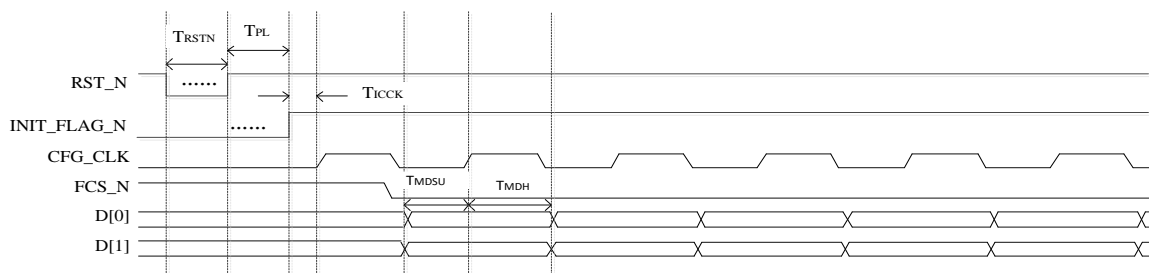 TRSTN
TPL
RST_N
......
TICCK
INIT_FLAG_N
......
CFG_CLK
FCS_N
TMDSU
TMDH
D[0]
D[1]